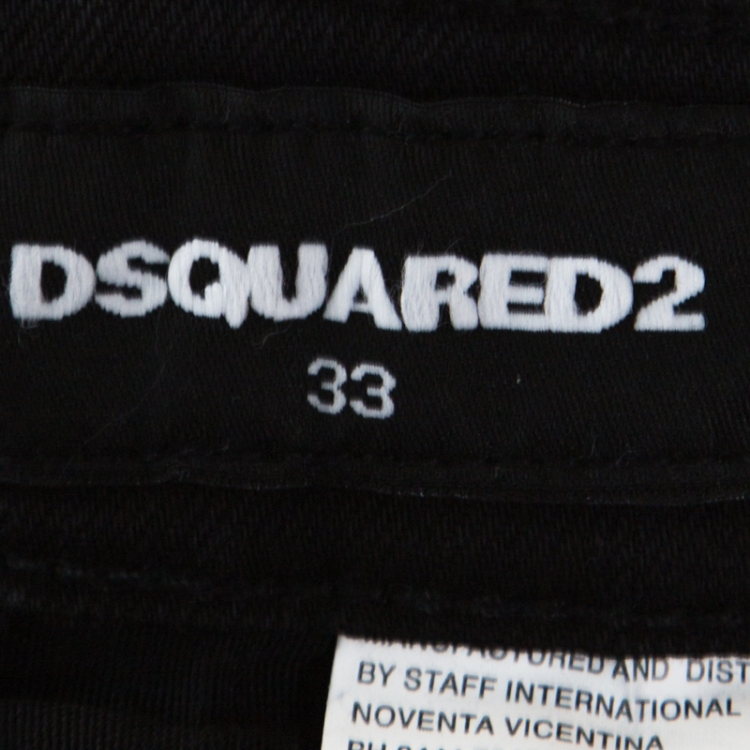 DSQUARED2
33
MANUFACTURED AND DIST
BY STAFF INTERNATIONAL
NOVENTA VICENTINA